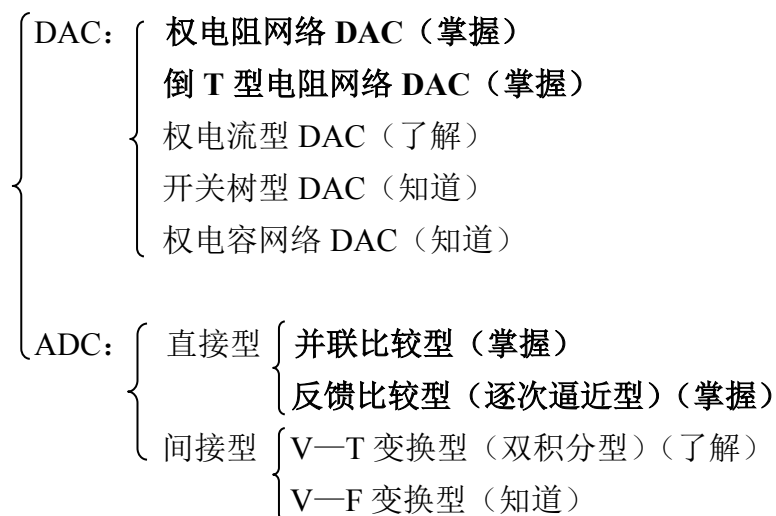 DAC： 权电阻网络 DAC（掌握）
倒 T 型电阻网络 DAC（掌握）
权电流型 DAC（了解）
开关树型 DAC（知道）
权电容网络 DAC（知道）
ADC： 直接型 并联比较型（掌握）
反馈比较型（逐次逼近型）（掌握）
间接型 V—T 变换型（双积分型）（了解）
V—F 变换型（知道）